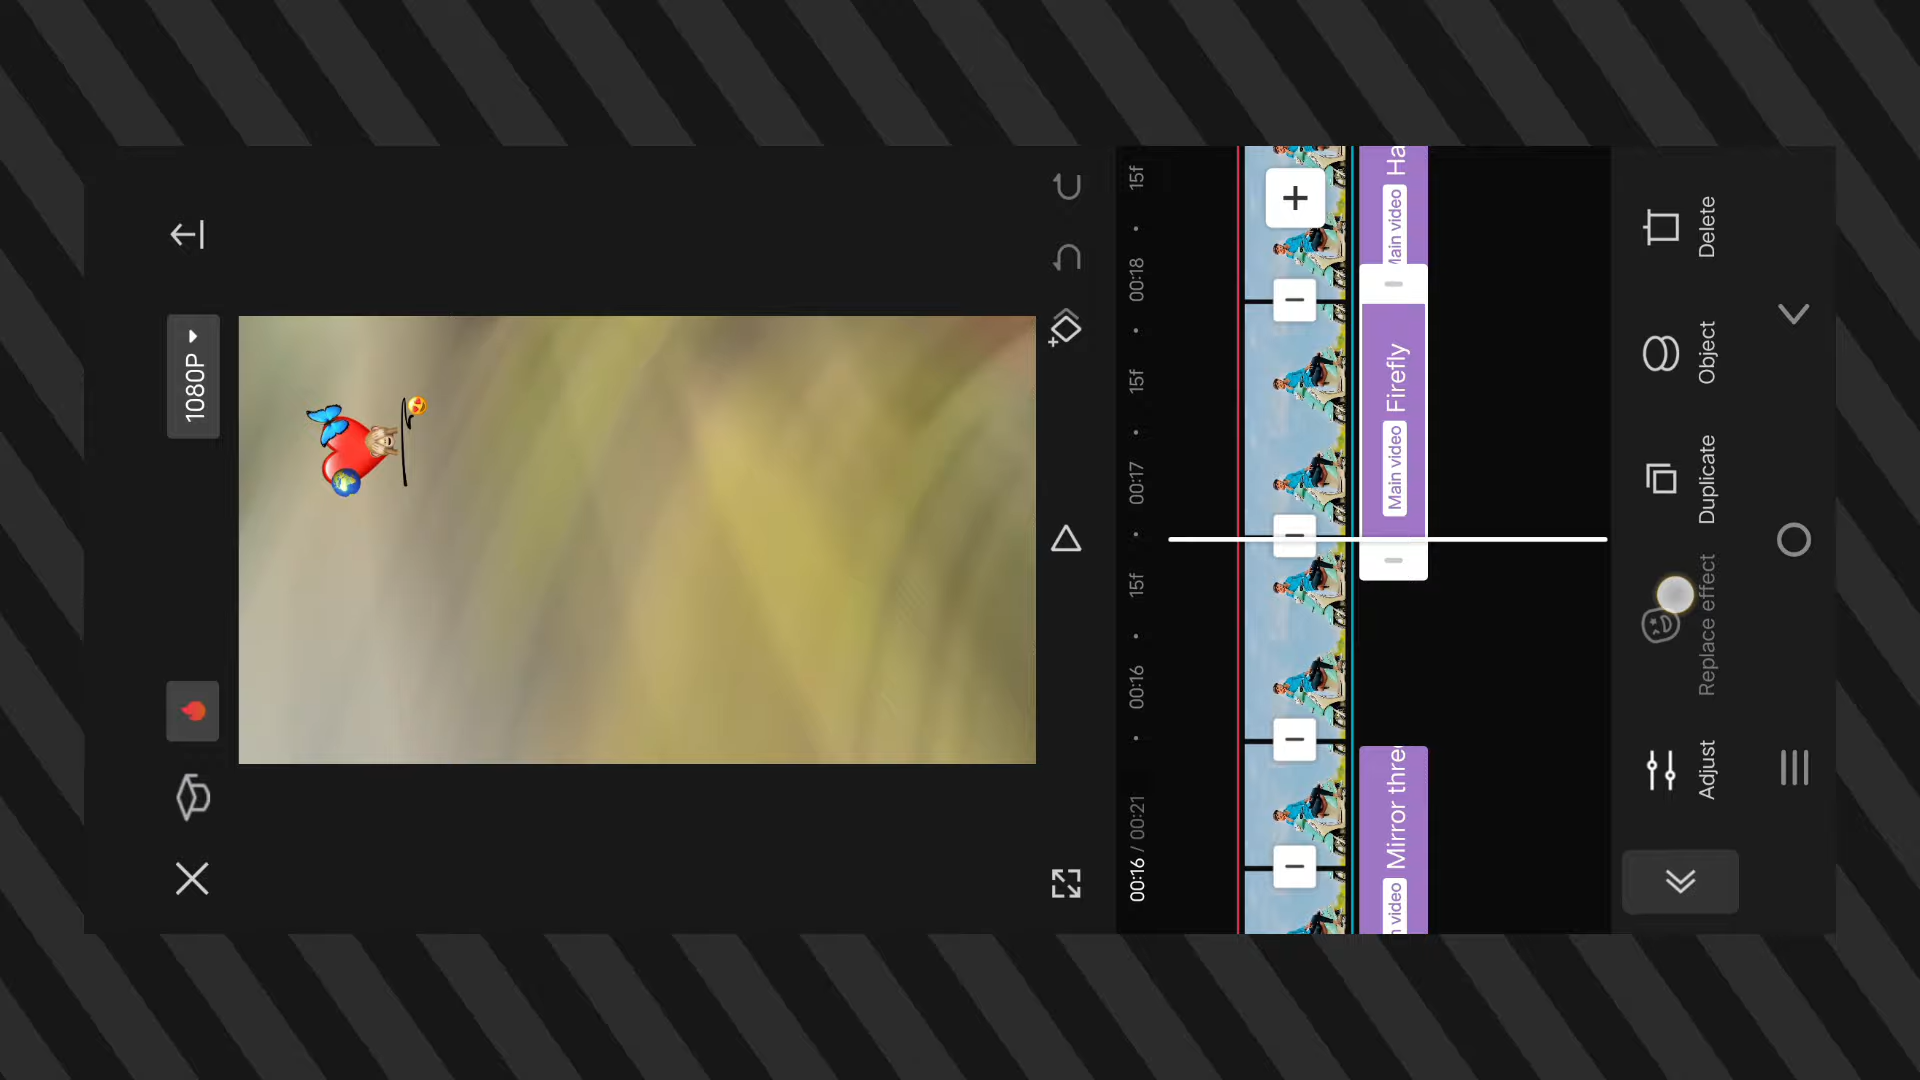 1080P
00:16 / 00:21
00:16
15f
00:17
15f
00:18
15f
Main video Firefly
Main video Ha
n video Mirror thre
Adjust
Replace effect
Duplicate
Object
Delete